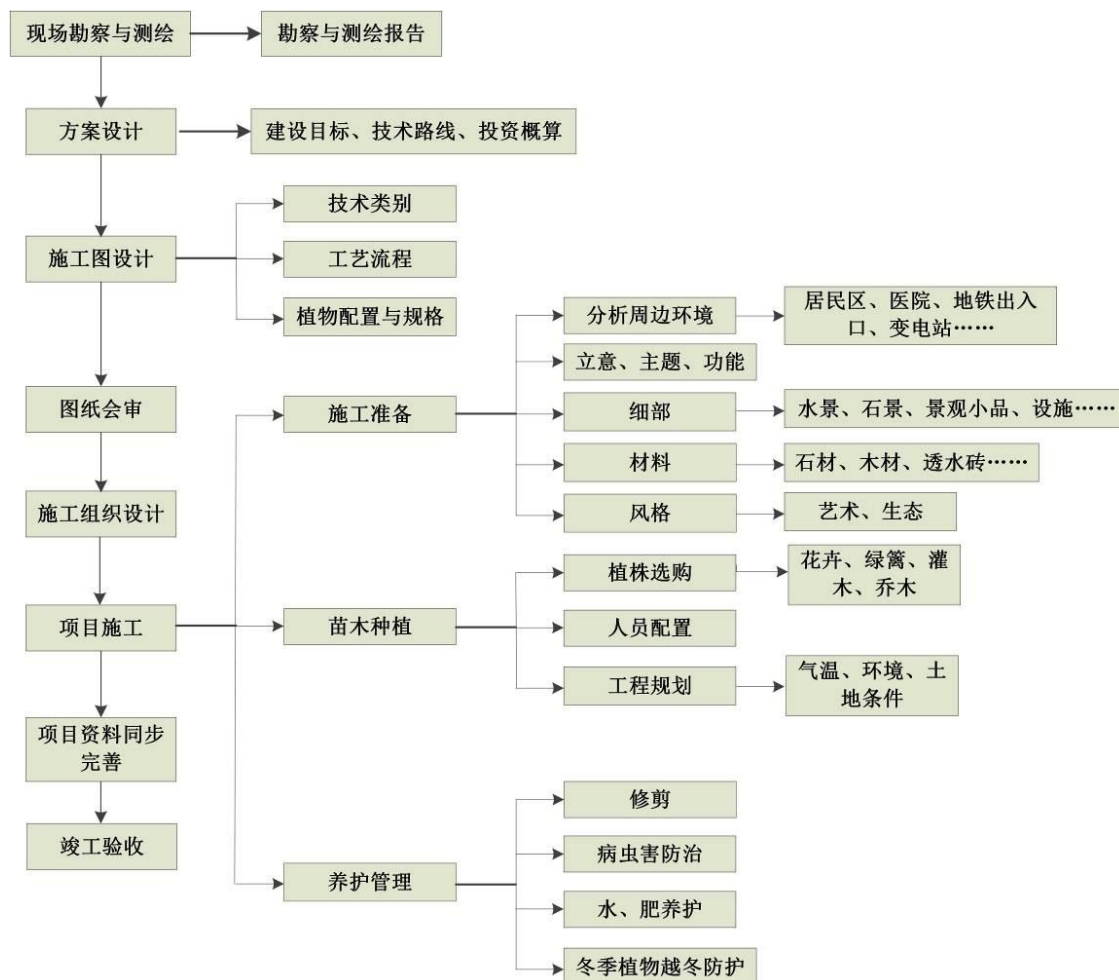 现场勘察与测绘
勘察与测绘报告
方案设计
建设目标、技术路线、投资概算
施工图设计
技术类别
工艺流程
植物配置与规格
图纸会审
施工组织设计
项目施工
施工准备
分析周边环境
居民区、医院、地铁出入
口、变电站……
立意、主题、功能
细部
水景、石景、景观小品、设施……
材料
石材、木材、透水砖……
风格
艺术、生态
苗木种植
植株选购
花卉、绿篱、灌
木、乔木
人员配置
工程规划
气温、环境、土
地条件
养护管理
修剪
病虫害防治
水、肥养护
冬季植物越冬防护
项目资料同步
完善
竣工验收